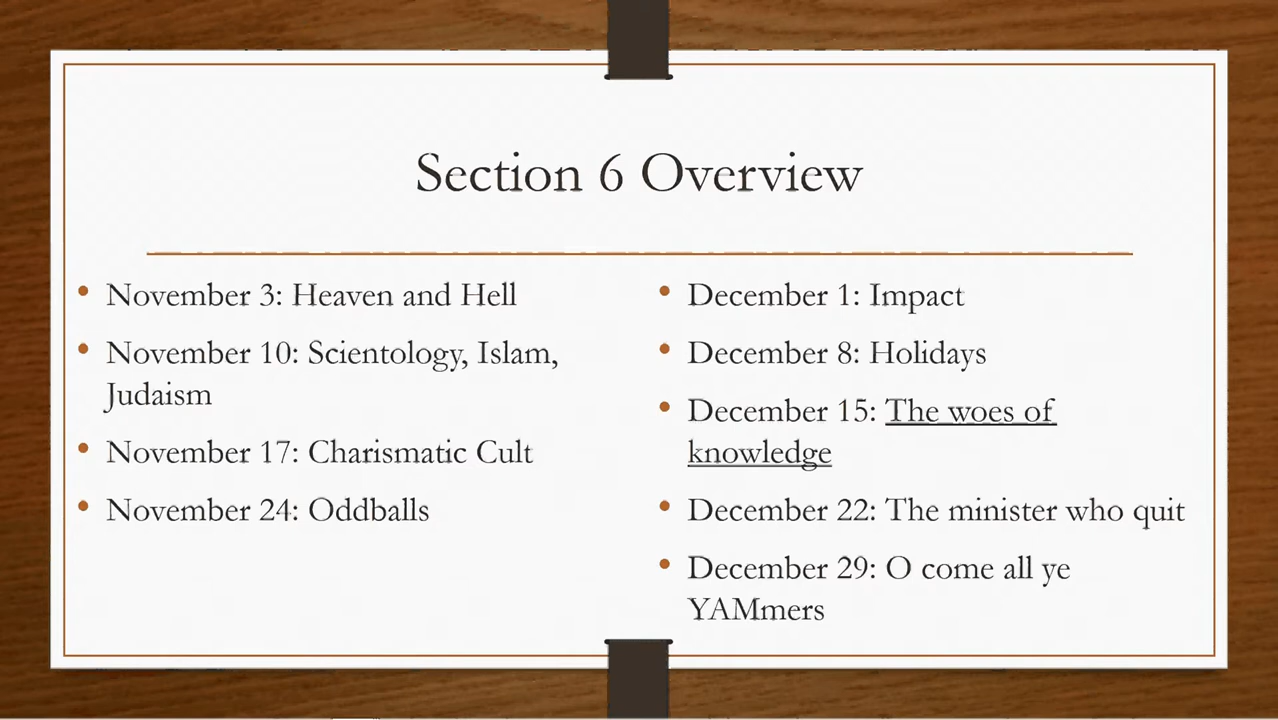 Section 6 Overview
November 3: Heaven and Hell
November 10: Scientology, Islam,
Judaism
November 17: Charismatic Cult
November 24: Oddballs
December 1: Impact
December 8: Holidays
December 15: The woes of
knowledge
December 22: The minister who quit
December 29: O come all ye
YAMmers